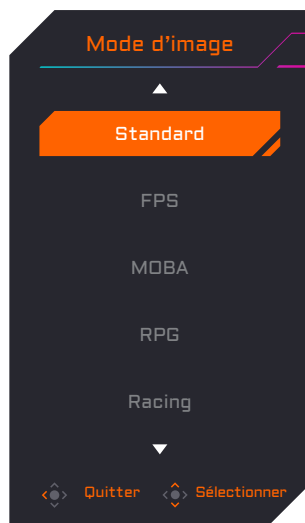 Mode d'image
Standard
FPS
MOBA
RPG
Racing
Quitter Sélectionner